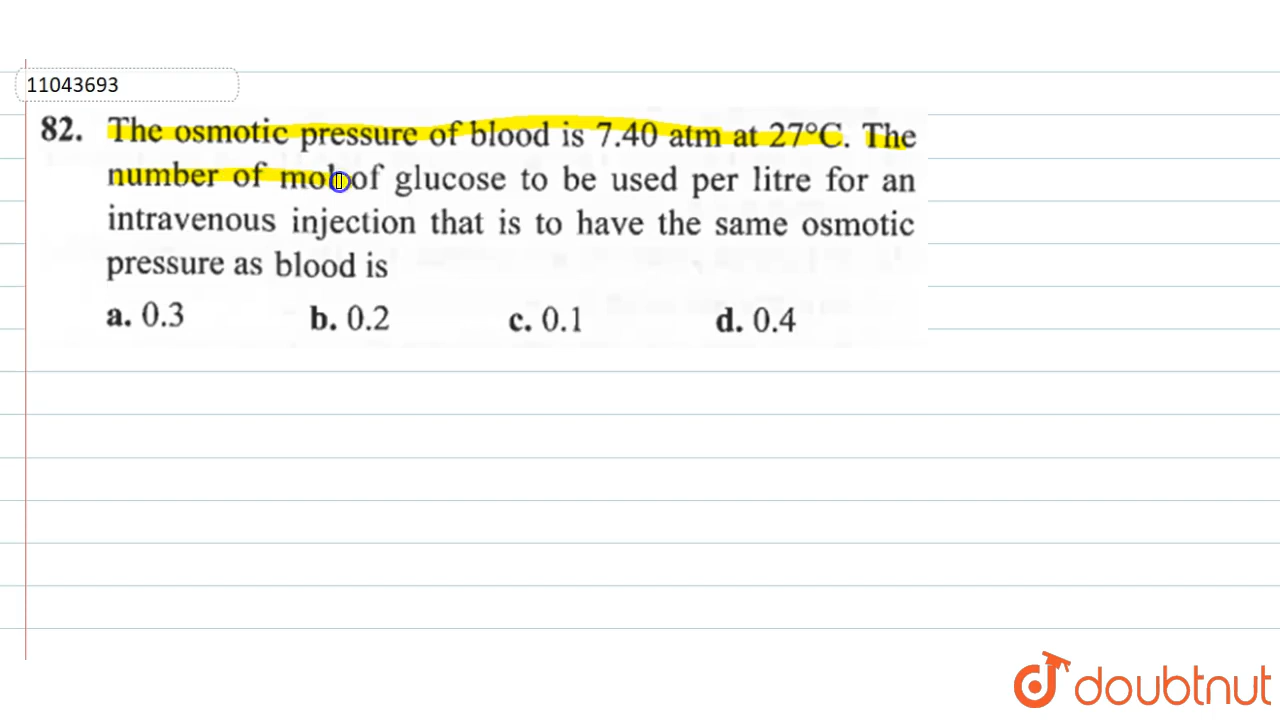 11043693
82. The osmotic pressure of blood is 7.40 atm at 27°C. The
number of of glucose to be used per litre for an
intravenous injection that is to have the same osmotic
pressure as blood is
a. 0.3 b. 0.2 c. 0.1 d. 0.4
doubtnut